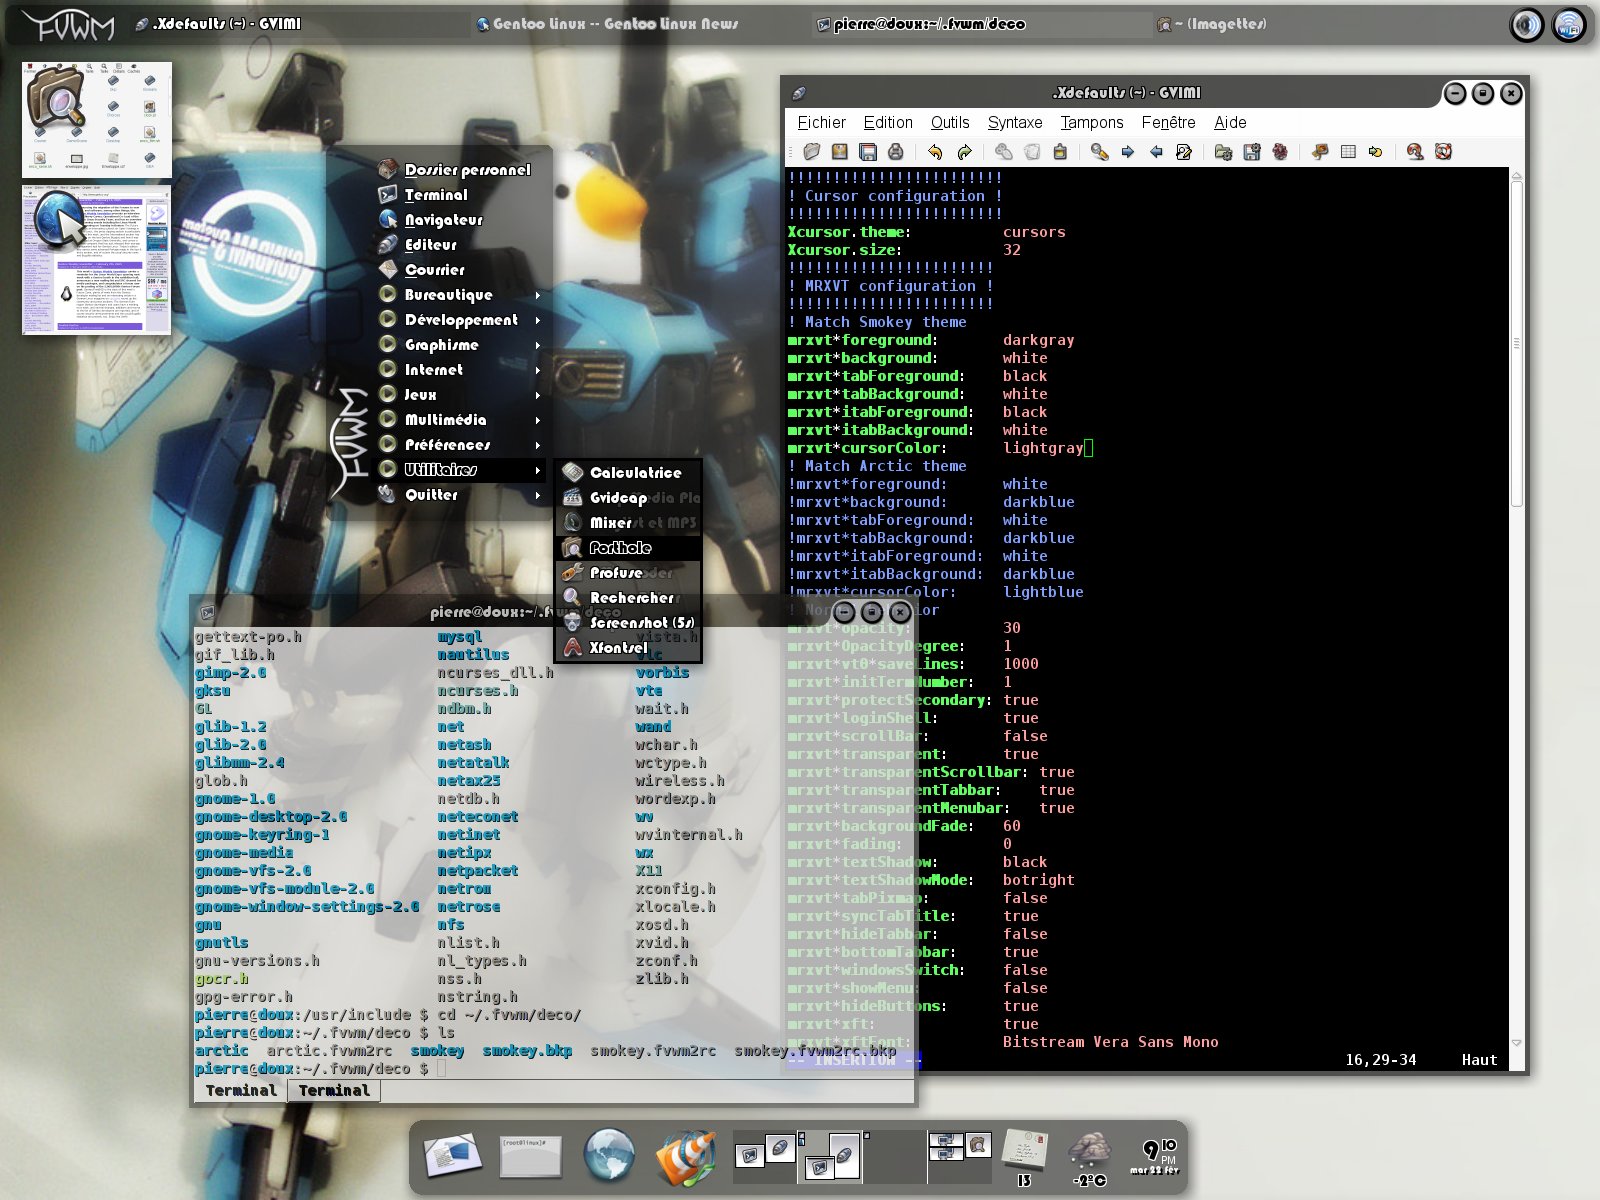 FVWM
.Xdefaults (~) - GVIM1
Gentoo Linux -- Gentoo Linux News
pierre@doux:~/.fvwm/deco
~ (Imagettes)
WiFi
Dossier personnel
Terminal
Navigateur
Editeur
Courrier
Bureautique
Développement
Graphisme
Internet
Jeux
Multimédia
Préférences
Utilitaires
Quitter
FVWM
Calculatrice
Gvidcap
Mixer
Porthole
Profuse
Rechercher
Screenshot (5s)
Xfontsel
.Xdefaults (~) - GVIM1
Fichier Edition Outils Syntaxe Tampons Fenêtre Aide
!!!!!!!!!!!!!!!!!!!!!!!!
! Cursor configuration !
!!!!!!!!!!!!!!!!!!!!!!!!
Xcursor.theme: cursors
Xcursor.size: 32
!!!!!!!!!!!!!!!!!!!!!!!
! MRXVT configuration !
!!!!!!!!!!!!!!!!!!!!!!!
! Match Smokey theme
mrxvt*foreground: darkgray
mrxvt*background: white
mrxvt*tabForeground: black
mrxvt*tabBackground: white
mrxvt*itabForeground: black
mrxvt*itabBackground: white
mrxvt*cursorColor: lightgray
! Match Arctic theme
!mrxvt*foreground: white
!mrxvt*background: darkblue
!mrxvt*tabForeground: white
!mrxvt*tabBackground: darkblue
!mrxvt*itabForeground: white
!mrxvt*itabBackground: darkblue
!mrxvt*cursorColor: lightblue
mrxvt*opacity: 30
mrxvt*OpacityDegree: 1
mrxvt*vt0*saveLines: 1000
mrxvt*initTermNumber: 1
mrxvt*protectSecondary: true
mrxvt*loginShell: true
mrxvt*scrollBar: false
mrxvt*transparent: true
mrxvt*transparentScrollbar: true
mrxvt*transparentTabbar: true
mrxvt*transparentMenubar: true
mrxvt*backgroundFade: 60
mrxvt*fading: 0
mrxvt*textShadow: black
mrxvt*textShadowMode: botright
mrxvt*tabPixmap: false
mrxvt*syncTabTitle: true
mrxvt*hideTabbar: false
mrxvt*bottomTabbar: true
mrxvt*windowsSwitch: false
mrxvt*showMenu: false
mrxvt*hideButtons: true
mrxvt*xft: true
mrxvt*xftFont: Bitstream Vera Sans Mono
-- INSERTION -- 16,29-34 Haut
pierre@doux:~/.fvwm/deco
gettext-po.h mysql vista.h
gif_lib.h nautilus vlc
gimp-2.0 ncurses_dll.h vorbis
gksu ncurses.h vte
GL ndbm.h wait.h
glib-1.2 net wand
glib-2.0 netash wchar.h
glibmm-2.4 netatalk wctype.h
glob.h netax25 wireless.h
gnome-1.0 netdb.h wordexp.h
gnome-desktop-2.0 neteconet wv
gnome-keyring-1 netinet wvinternal.h
gnome-media netipx wx
gnome-vfs-2.0 netpacket X11
gnome-vfs-module-2.0 netrom xconfig.h
gnome-window-settings-2.0 netrose xlocale.h
gnu nfs xosd.h
gnutls nlist.h xvid.h
gnu-versions.h nl_types.h zconf.h
gocr.h nss.h zlib.h
gpg-error.h nstring.h
pierre@doux:/usr/include $ cd ~/.fvwm/deco/
pierre@doux:~/.fvwm/deco $ ls
arctic arctic.fvwm2rc smokey smokey.bkp smokey.fvwm2rc smokey.fvwm2rc.bkp
pierre@doux:~/.fvwm/deco $
Terminal Terminal
[root@linux]#
13
-2°C
9 10 PM
mar 22 fév